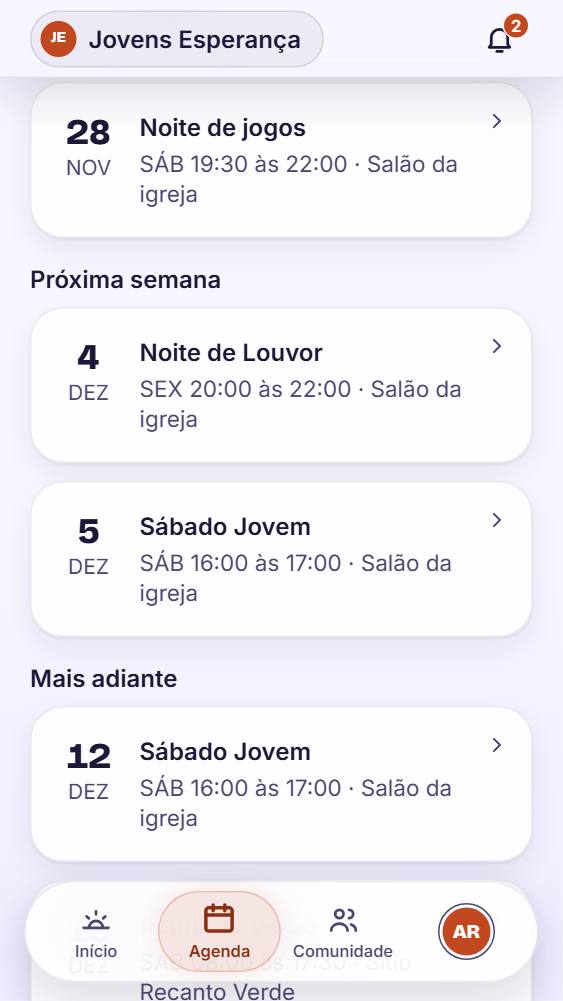 JE Jovens Esperança 2
28 Noite de jogos
NOV SÁB 19:30 às 22:00 · Salão da
igreja
Próxima semana
4 Noite de Louvor
DEZ SEX 20:00 às 22:00 · Salão da
igreja
5 Sábado Jovem
DEZ SÁB 16:00 às 17:00 · Salão da
igreja
Mais adiante
12 Sábado Jovem
DEZ SÁB 16:00 às 17:00 · Salão da
igreja
Início Agenda Comunidade AR
DEZ SÁB 17:30 · Sítio
Recanto Verde